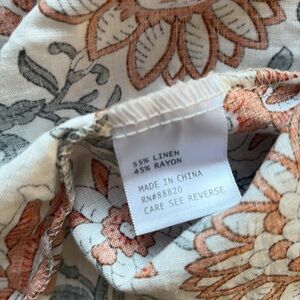 55% LINEN
45% RAYON
MADE IN CHINA
RN#88820
CARE SEE REVERSE